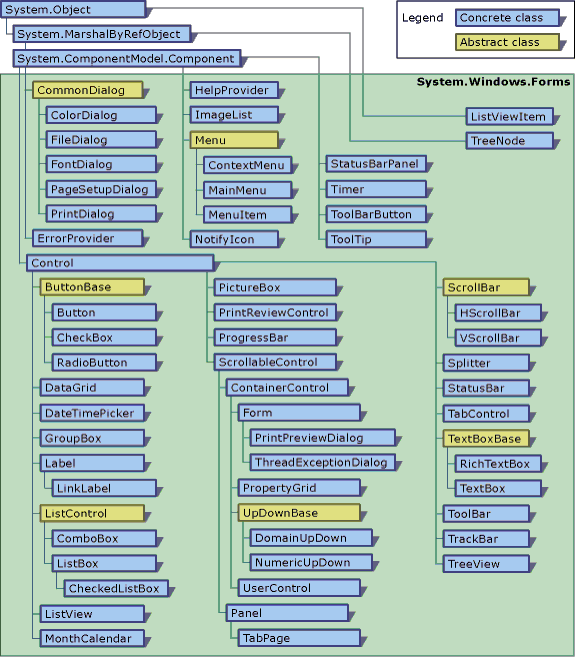 System.Object
System.MarshalByRefObject
System.ComponentModel.Component
Legend
Concrete class
Abstract class
System.Windows.Forms
CommonDialog
ColorDialog
FileDialog
FontDialog
PageSetupDialog
PrintDialog
ErrorProvider
HelpProvider
ImageList
Menu
ContextMenu
MainMenu
MenuItem
NotifyIcon
StatusBarPanel
Timer
ToolBarButton
ToolTip
ListViewItem
TreeNode
Control
ButtonBase
Button
CheckBox
RadioButton
DataGrid
DateTimePicker
GroupBox
Label
LinkLabel
ListControl
ComboBox
ListBox
CheckedListBox
ListView
MonthCalendar
PictureBox
PrintReviewControl
ProgressBar
ScrollableControl
ContainerControl
Form
PrintPreviewDialog
ThreadExceptionDialog
PropertyGrid
UpDownBase
DomainUpDown
NumericUpDown
UserControl
Panel
TabPage
ScrollBar
HScrollBar
VScrollBar
Splitter
StatusBar
TabControl
TextBoxBase
RichTextBox
TextBox
ToolBar
TrackBar
TreeView